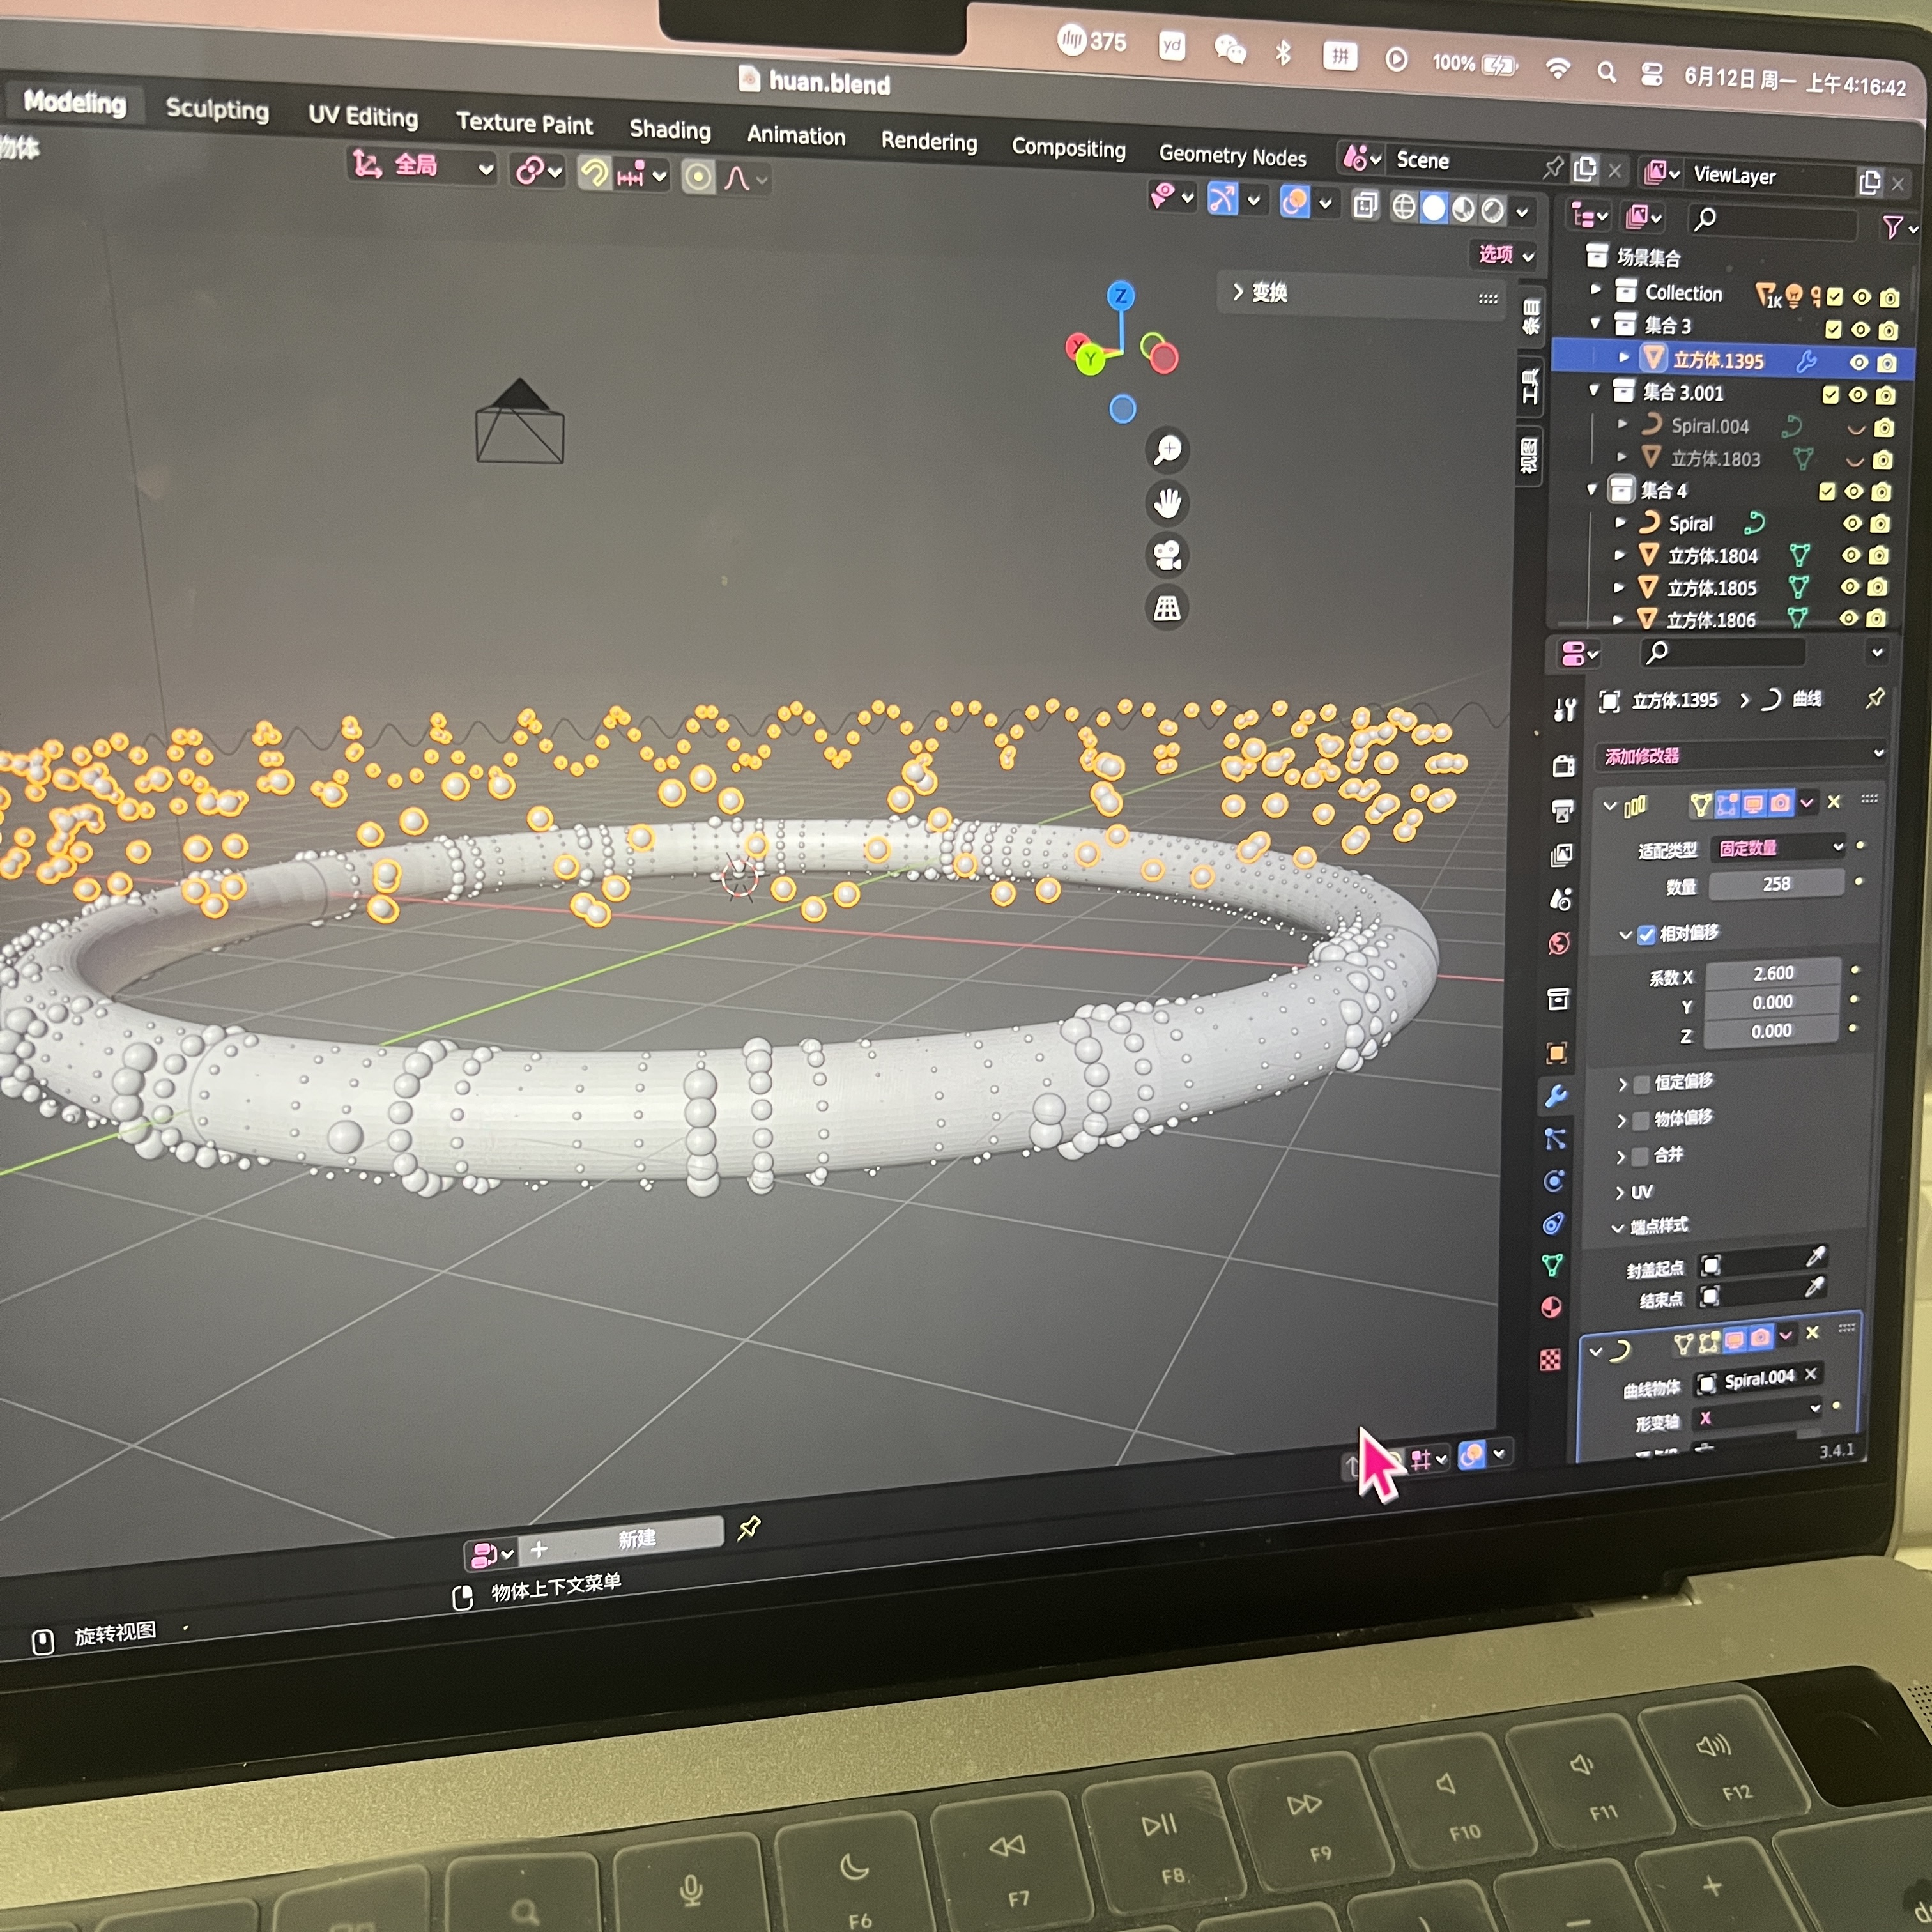 375 yd 拼 100% 6月12日 周一 上午4:16:42
huan.blend
Modeling Sculpting UV Editing Texture Paint Shading Animation Rendering Compositing Geometry Nodes Scene ViewLayer
物体 全局
选项
变换
Z
X
Y
条目
工具
视图
场景集合
Collection 1K
集合 3
立方体.1395
集合 3.001
Spiral.004
立方体.1803
集合 4
Spiral
立方体.1804
立方体.1805
立方体.1806
立方体.1395 曲线
添加修改器
适配类型 固定数量
数量 258
相对偏移
系数 X 2.600
Y 0.000
Z 0.000
恒定偏移
物体偏移
合并
UV
端点样式
封盖起点
结束点
曲线物体 Spiral.004
形变轴 X
3.4.1
新建
物体上下文菜单
旋转视图
F6
F7
F8
F9
F10
F11
F12